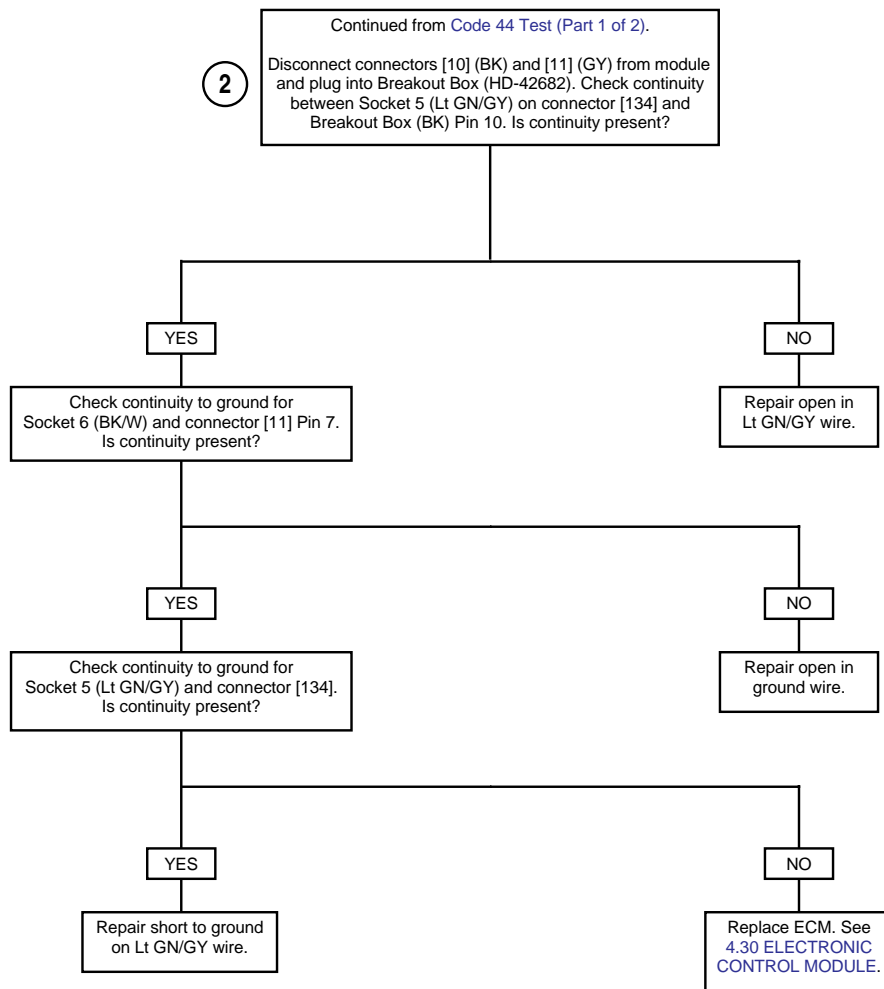 Continued from Code 44 Test (Part 1 of 2).
2
Disconnect connectors [10] (BK) and [11] (GY) from module
and plug into Breakout Box (HD-42682). Check continuity
between Socket 5 (Lt GN/GY) on connector [134] and
Breakout Box (BK) Pin 10. Is continuity present?
YES
NO
Check continuity to ground for
Socket 6 (BK/W) and connector [11] Pin 7.
Is continuity present?
Repair open in
Lt GN/GY wire.
YES
NO
Check continuity to ground for
Socket 5 (Lt GN/GY) and connector [134].
Is continuity present?
Repair open in
ground wire.
YES
NO
Repair short to ground
on Lt GN/GY wire.
Replace ECM. See
4.30 ELECTRONIC
CONTROL MODULE.